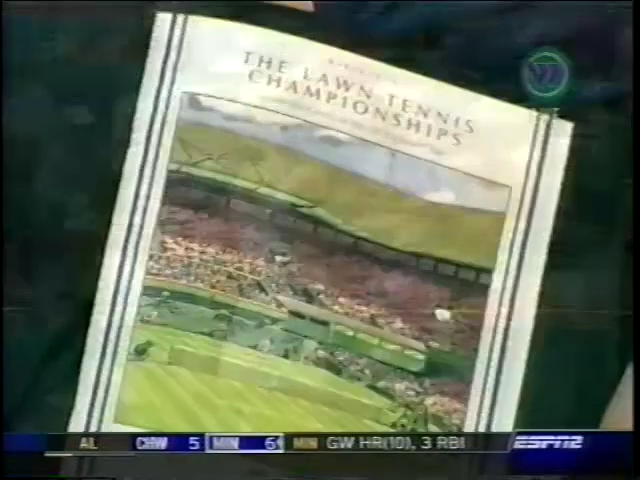 THE LAWN TENNIS
CHAMPIONSHIPS
AL CHW 5 MIN 6 MIN GW HR(10), 3 RBI ESPN2